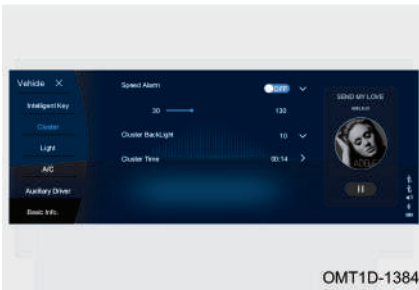 Vehicle X
Intelligent Key
Cluster
Light
A/C
Auxiliary Driver
Basic Info.
Speed Alarm
OFF
30
130
Cluster BackLight
10
Cluster Time
00:14
SEND MY LOVE
ADELE
OMT1D-1384